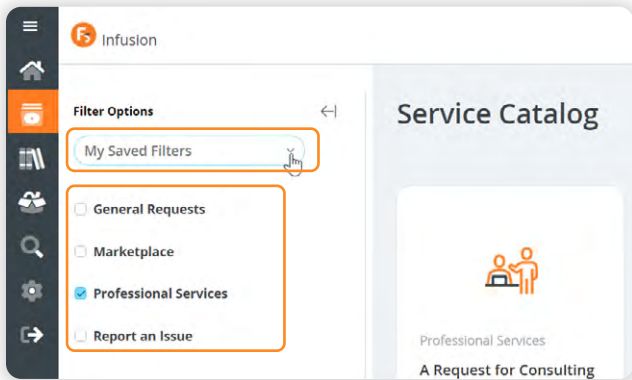 Infusion
Filter Options
My Saved Filters
General Requests
Marketplace
Professional Services
Report an Issue
Service Catalog
Professional Services
A Request for Consulting